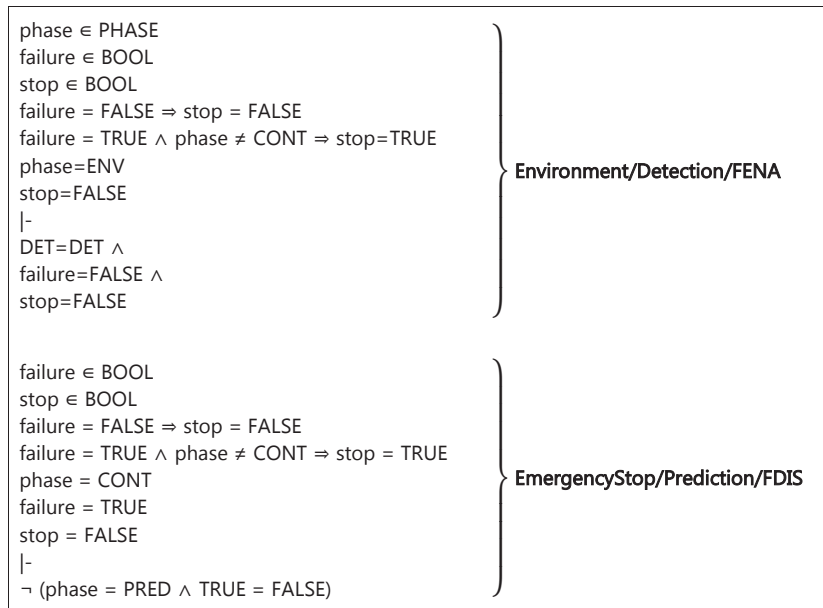 phase ∈ PHASE
failure ∈ BOOL
stop ∈ BOOL
failure = FALSE ⇒ stop = FALSE
failure = TRUE ∧ phase ≠ CONT ⇒ stop=TRUE
phase=ENV
stop=FALSE
|-
DET=DET ∧
failure=FALSE ∧
stop=FALSE
Environment/Detection/FENA
failure ∈ BOOL
stop ∈ BOOL
failure = FALSE ⇒ stop = FALSE
failure = TRUE ∧ phase ≠ CONT ⇒ stop = TRUE
phase = CONT
failure = TRUE
stop = FALSE
|-
¬ (phase = PRED ∧ TRUE = FALSE)
EmergencyStop/Prediction/FDIS